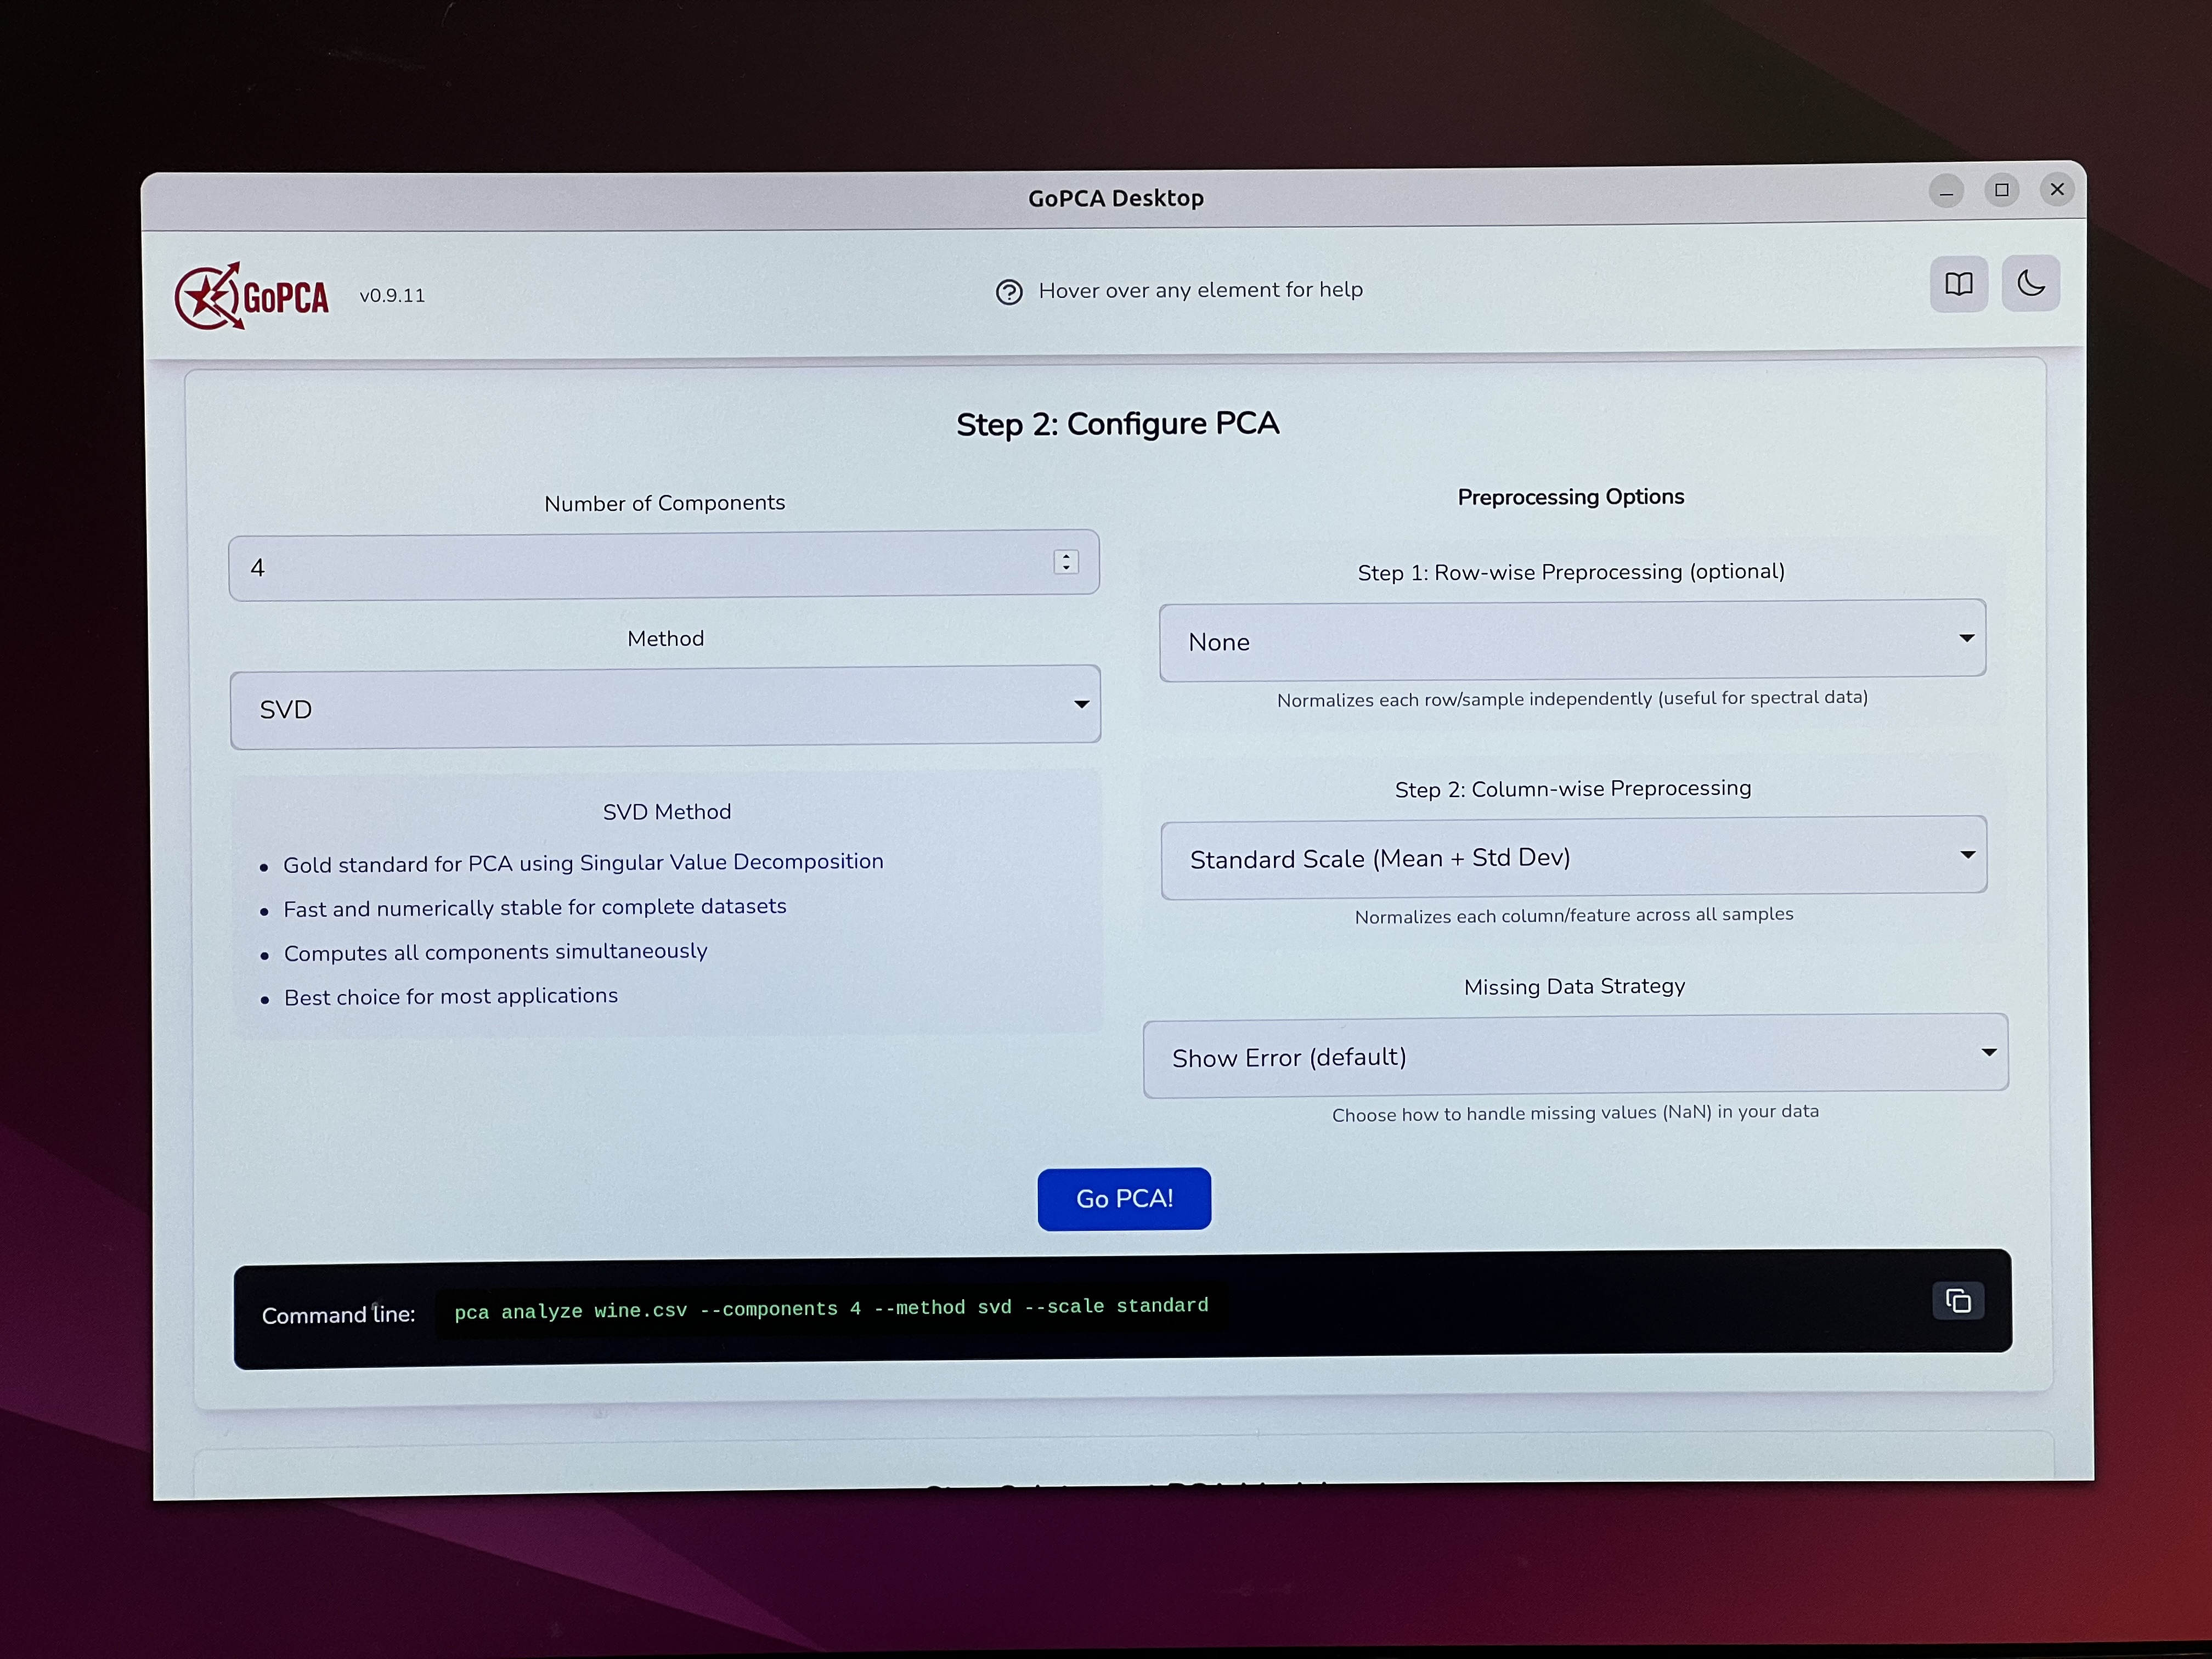 GoPCA Desktop
GoPCA
v0.9.11
Hover over any element for help
Step 2: Configure PCA
Number of Components
4
Method
SVD
SVD Method
Gold standard for PCA using Singular Value Decomposition
Fast and numerically stable for complete datasets
Computes all components simultaneously
Best choice for most applications
Preprocessing Options
Step 1: Row-wise Preprocessing (optional)
None
Normalizes each row/sample independently (useful for spectral data)
Step 2: Column-wise Preprocessing
Standard Scale (Mean + Std Dev)
Normalizes each column/feature across all samples
Missing Data Strategy
Show Error (default)
Choose how to handle missing values (NaN) in your data
Go PCA!
Command line:
pca analyze wine.csv --components 4 --method svd --scale standard